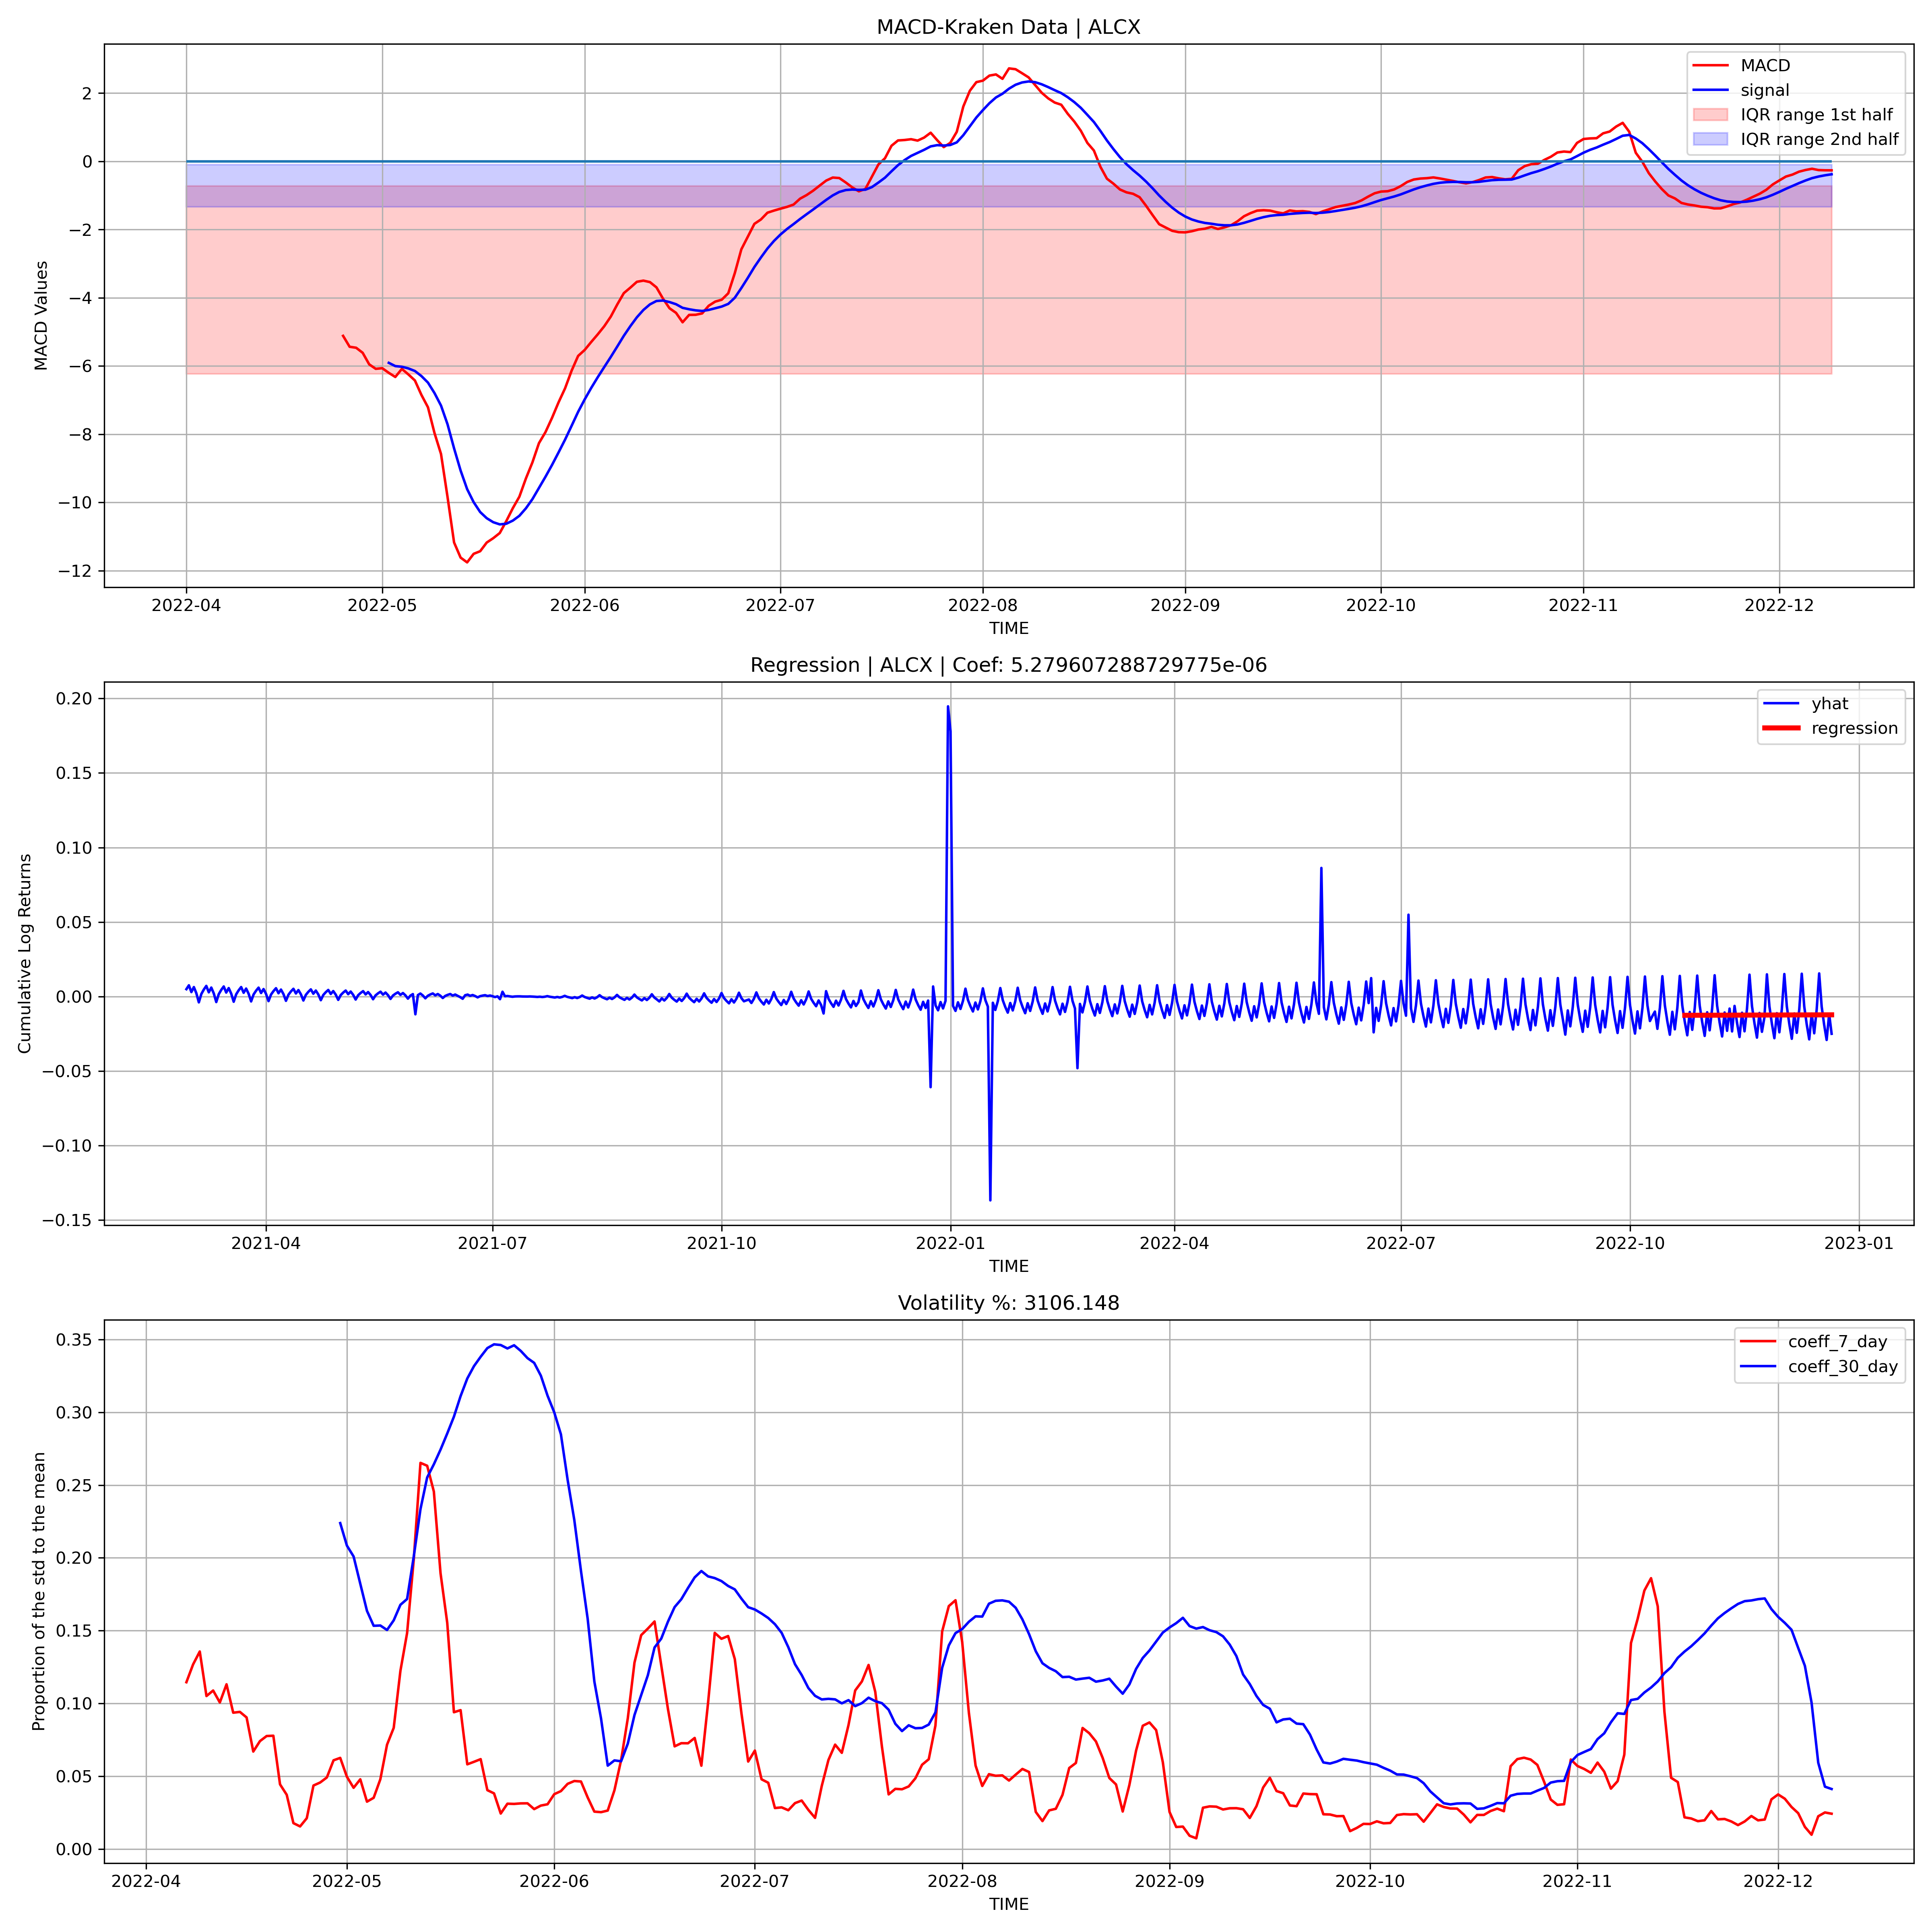 MACD-Kraken Data | ALCX
MACD
signal
IQR range 1st half
IQR range 2nd half
MACD Values
2
0
−2
−4
−6
−8
−10
−12
2022-04 2022-05 2022-06 2022-07 2022-08 2022-09 2022-10 2022-11 2022-12
TIME
Regression | ALCX | Coef: 5.279607288729775e-06
yhat
regression
Cumulative Log Returns
0.20
0.15
0.10
0.05
0.00
−0.05
−0.10
−0.15
2021-04 2021-07 2021-10 2022-01 2022-04 2022-07 2022-10 2023-01
TIME
Volatility %: 3106.148
coeff_7_day
coeff_30_day
Proportion of the std to the mean
0.35
0.30
0.25
0.20
0.15
0.10
0.05
0.00
2022-04 2022-05 2022-06 2022-07 2022-08 2022-09 2022-10 2022-11 2022-12
TIME